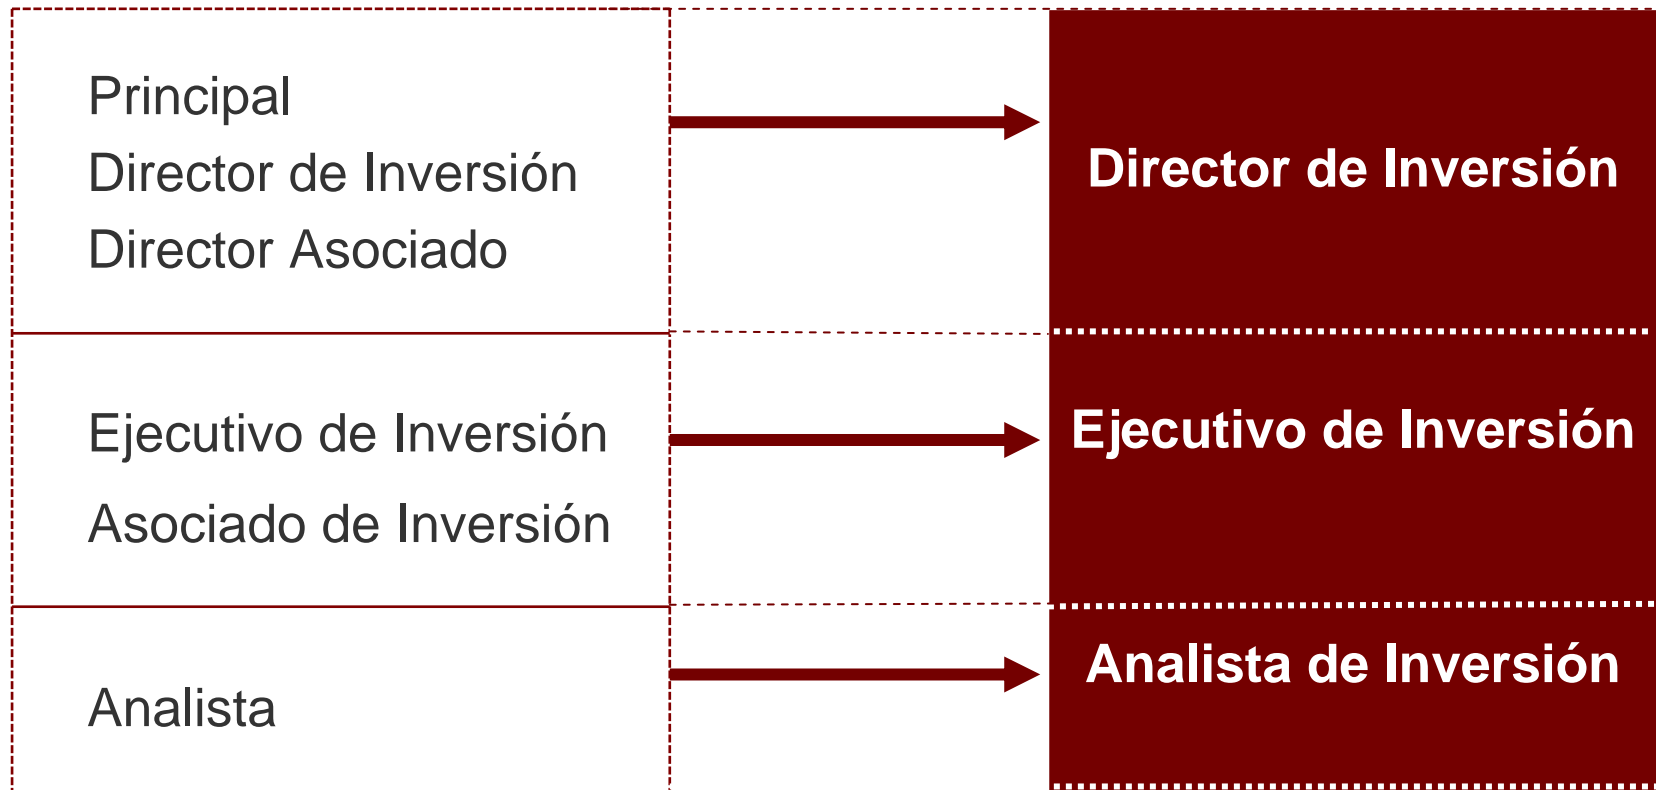 Principal
Director de Inversión
Director Asociado
Director de Inversión
Ejecutivo de Inversión
Asociado de Inversión
Ejecutivo de Inversión
Analista
Analista de Inversión